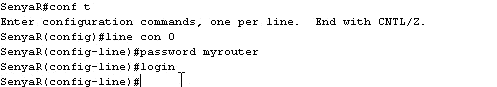 SenyaR#conf t
Enter configuration commands, one per line.  End with CNTL/Z.
SenyaR(config)#line con 0
SenyaR(config-line)#password myrouter
SenyaR(config-line)#login
SenyaR(config-line)#